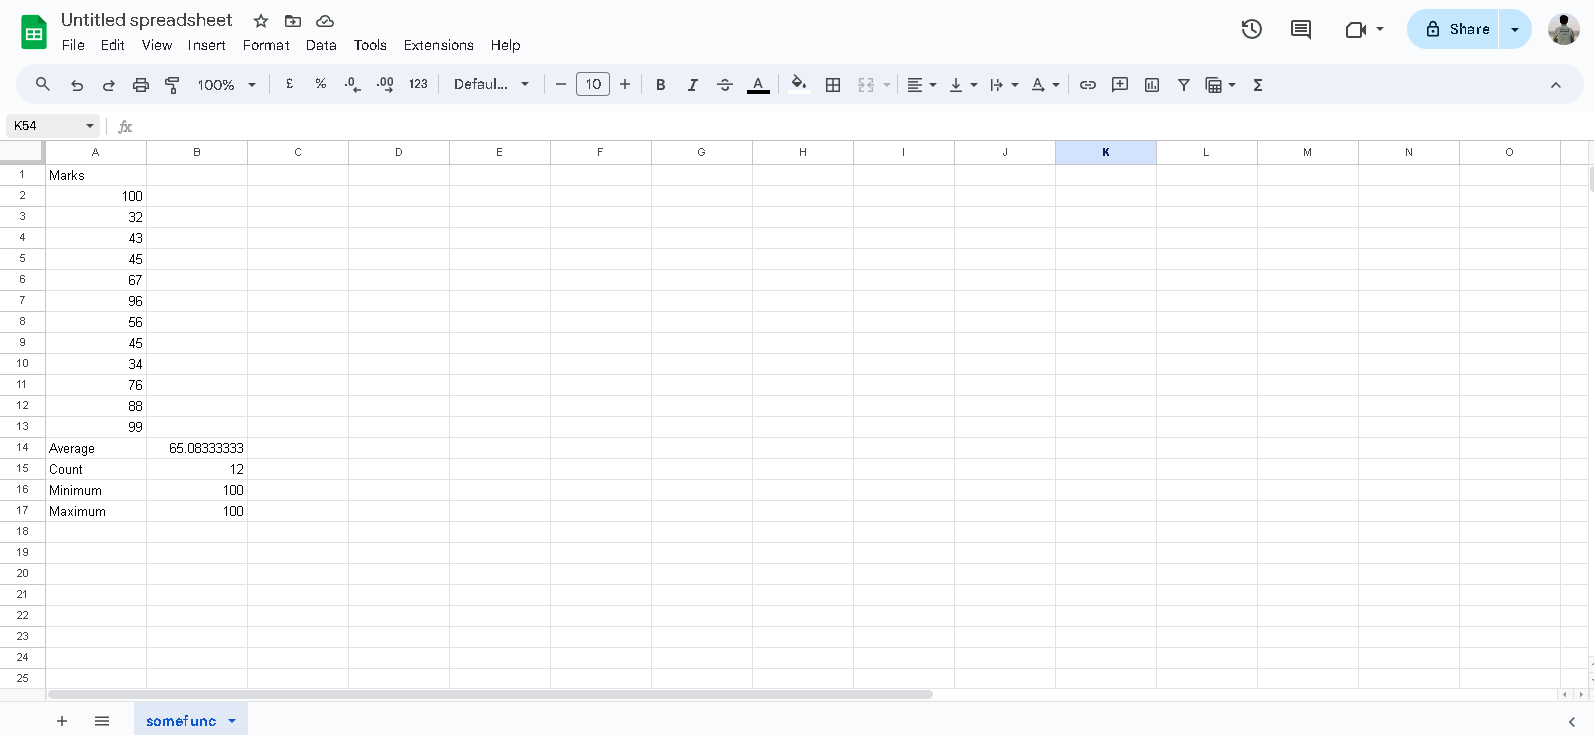 Untitled spreadsheet
File Edit View Insert Format Data Tools Extensions Help
Share
100% £ % .0 .00 123 Defaul... 10 B I S A A Σ
K54 fx
A B C D E F G H I J K L M N O
1 Marks
2 100
3 32
4 43
5 45
6 67
7 96
8 56
9 45
10 34
11 76
12 88
13 99
14 Average 65.08333333
15 Count 12
16 Minimum 100
17 Maximum 100
18
19
20
21
22
23
24
25
somefunc